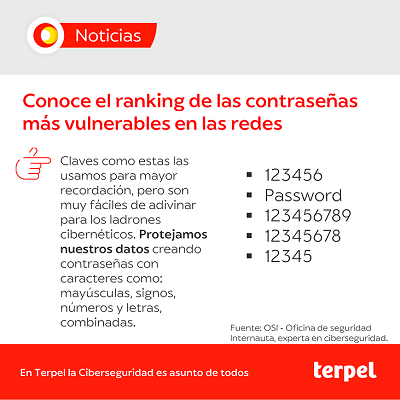 Noticias
Conoce el ranking de las contraseñas
más vulnerables en las redes
Claves como estas las
usamos para mayor
recordación, pero son
muy fáciles de adivinar
para los ladrones
cibernéticos. Protejamos
nuestros datos creando
contraseñas con
caracteres como:
mayúsculas, signos,
números y letras,
combinadas.
▪ 123456
▪ Password
▪ 123456789
▪ 12345678
▪ 12345
Fuente: OSI - Oficina de seguridad
Internauta, experta en ciberseguridad.
En Terpel la Ciberseguridad es asunto de todos
terpel